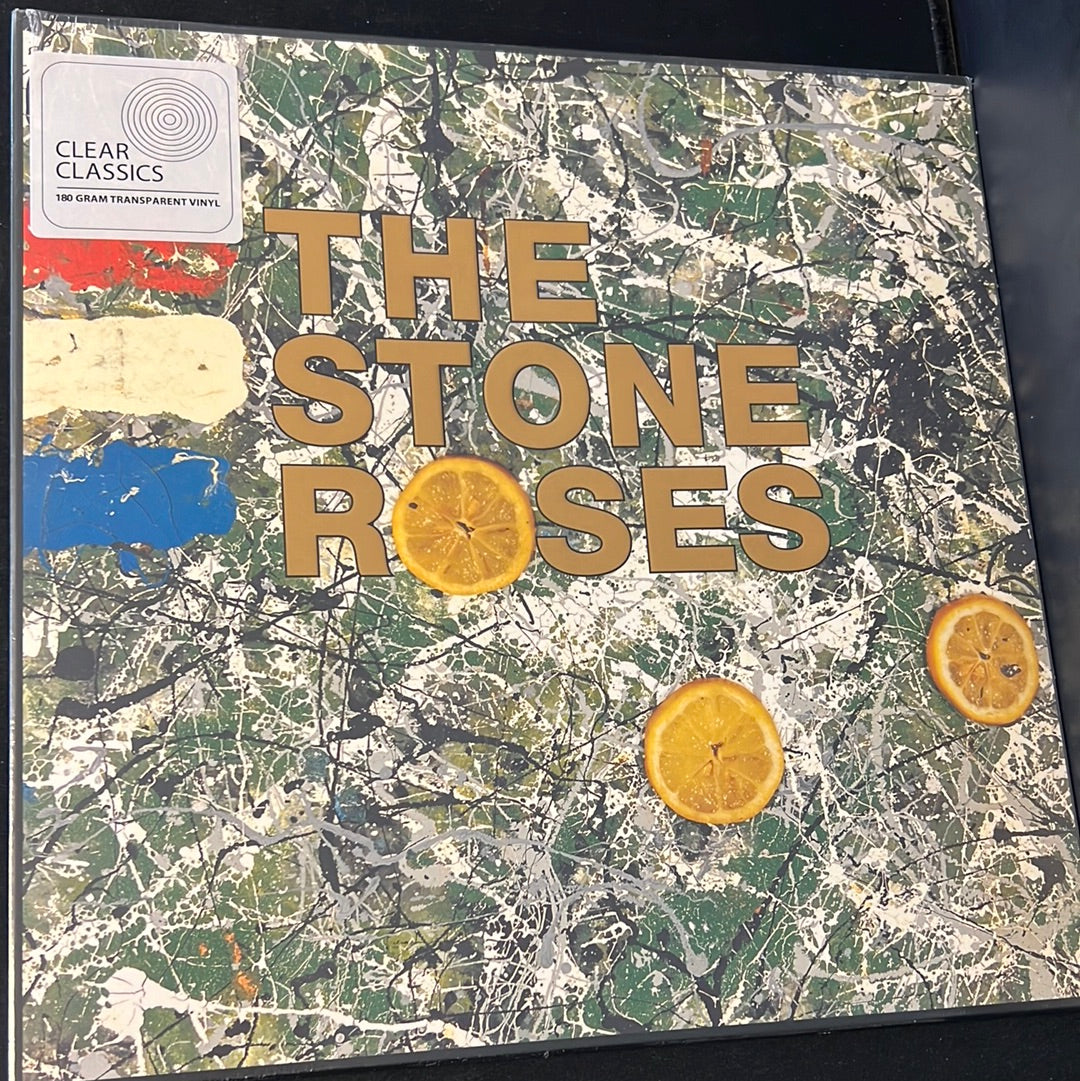 CLEAR
CLASSICS
180 GRAM TRANSPARENT VINYL
THE
STONE
ROSES